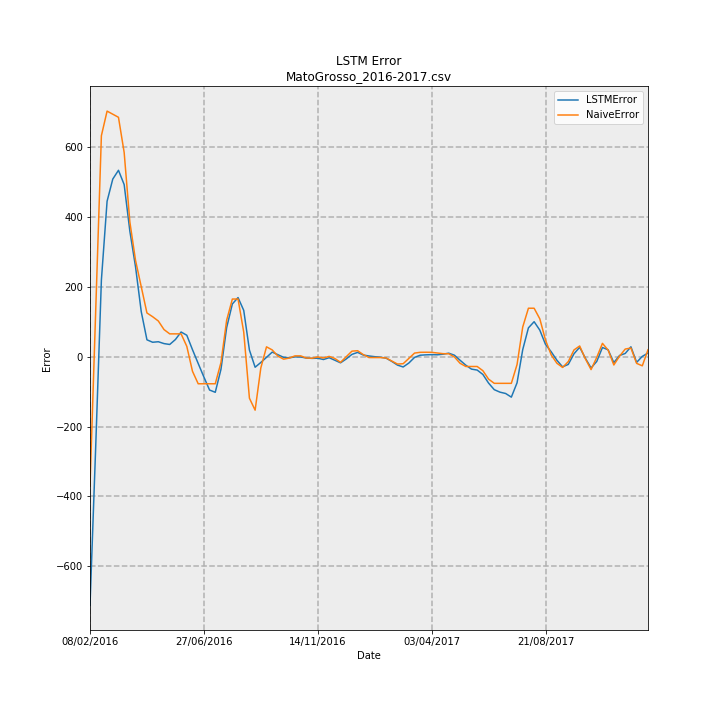 LSTM Error
MatoGrosso_2016-2017.csv
LSTMError
NaiveError
Error
600
400
200
0
−200
−400
−600
08/02/2016
27/06/2016
14/11/2016
03/04/2017
21/08/2017
Date